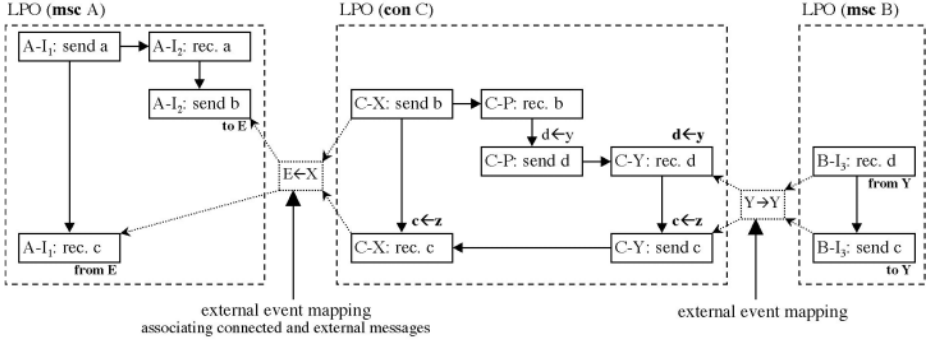 LPO (msc A)
LPO (con C)
LPO (msc B)
A-I₁: send a
A-I₂: rec. a
A-I₂: send b
to E
C-X: send b
C-P: rec. b
d←y
d←y
C-P: send d
C-Y: rec. d
B-I₃: rec. d
from Y
E←X
Y→Y
c←z
c←z
A-I₁: rec. c
from E
C-X: rec. c
C-Y: send c
B-I₃: send c
to Y
external event mapping
associating connected and external messages
external event mapping